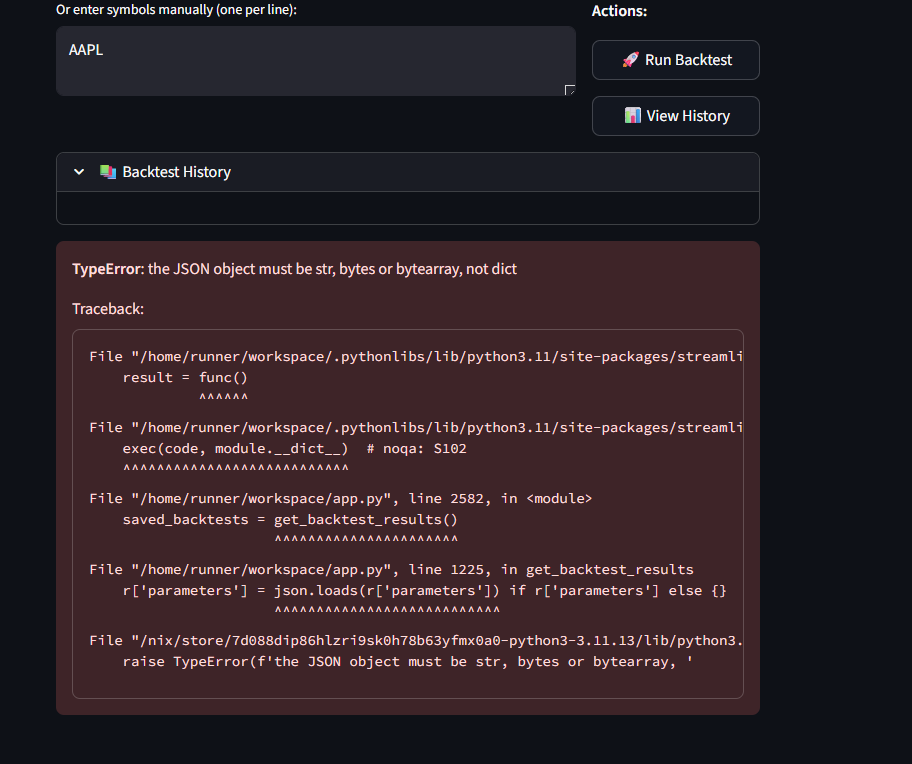 Or enter symbols manually (one per line):
Actions:
AAPL
🚀 Run Backtest
📊 View History
📚 Backtest History
TypeError: the JSON object must be str, bytes or bytearray, not dict
Traceback:
File "/home/runner/workspace/.pythonlibs/lib/python3.11/site-packages/streamli
    result = func()
             ^^^^^^
File "/home/runner/workspace/.pythonlibs/lib/python3.11/site-packages/streamli
    exec(code, module.__dict__)  # noqa: S102
    ^^^^^^^^^^^^^^^^^^^^^^^^^^^
File "/home/runner/workspace/app.py", line 2582, in <module>
    saved_backtests = get_backtest_results()
                      ^^^^^^^^^^^^^^^^^^^^^^
File "/home/runner/workspace/app.py", line 1225, in get_backtest_results
    r['parameters'] = json.loads(r['parameters']) if r['parameters'] else {}
                      ^^^^^^^^^^^^^^^^^^^^^^^^^^^
File "/nix/store/7d088dip86hlzri9sk0h78b63yfmx0a0-python3-3.11.13/lib/python3.
    raise TypeError(f'the JSON object must be str, bytes or bytearray, '